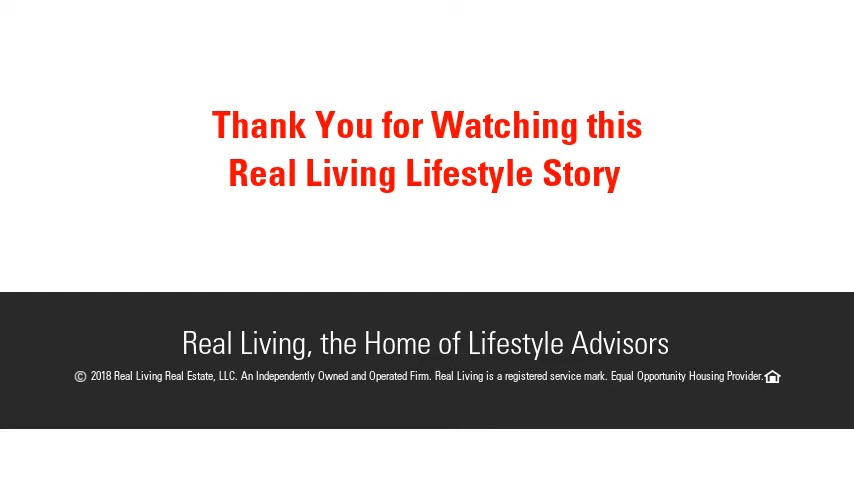 Thank You for Watching this
Real Living Lifestyle Story
Real Living, the Home of Lifestyle Advisors
© 2018 Real Living Real Estate, LLC. An Independently Owned and Operated Firm. Real Living is a registered service mark. Equal Opportunity Housing Provider.